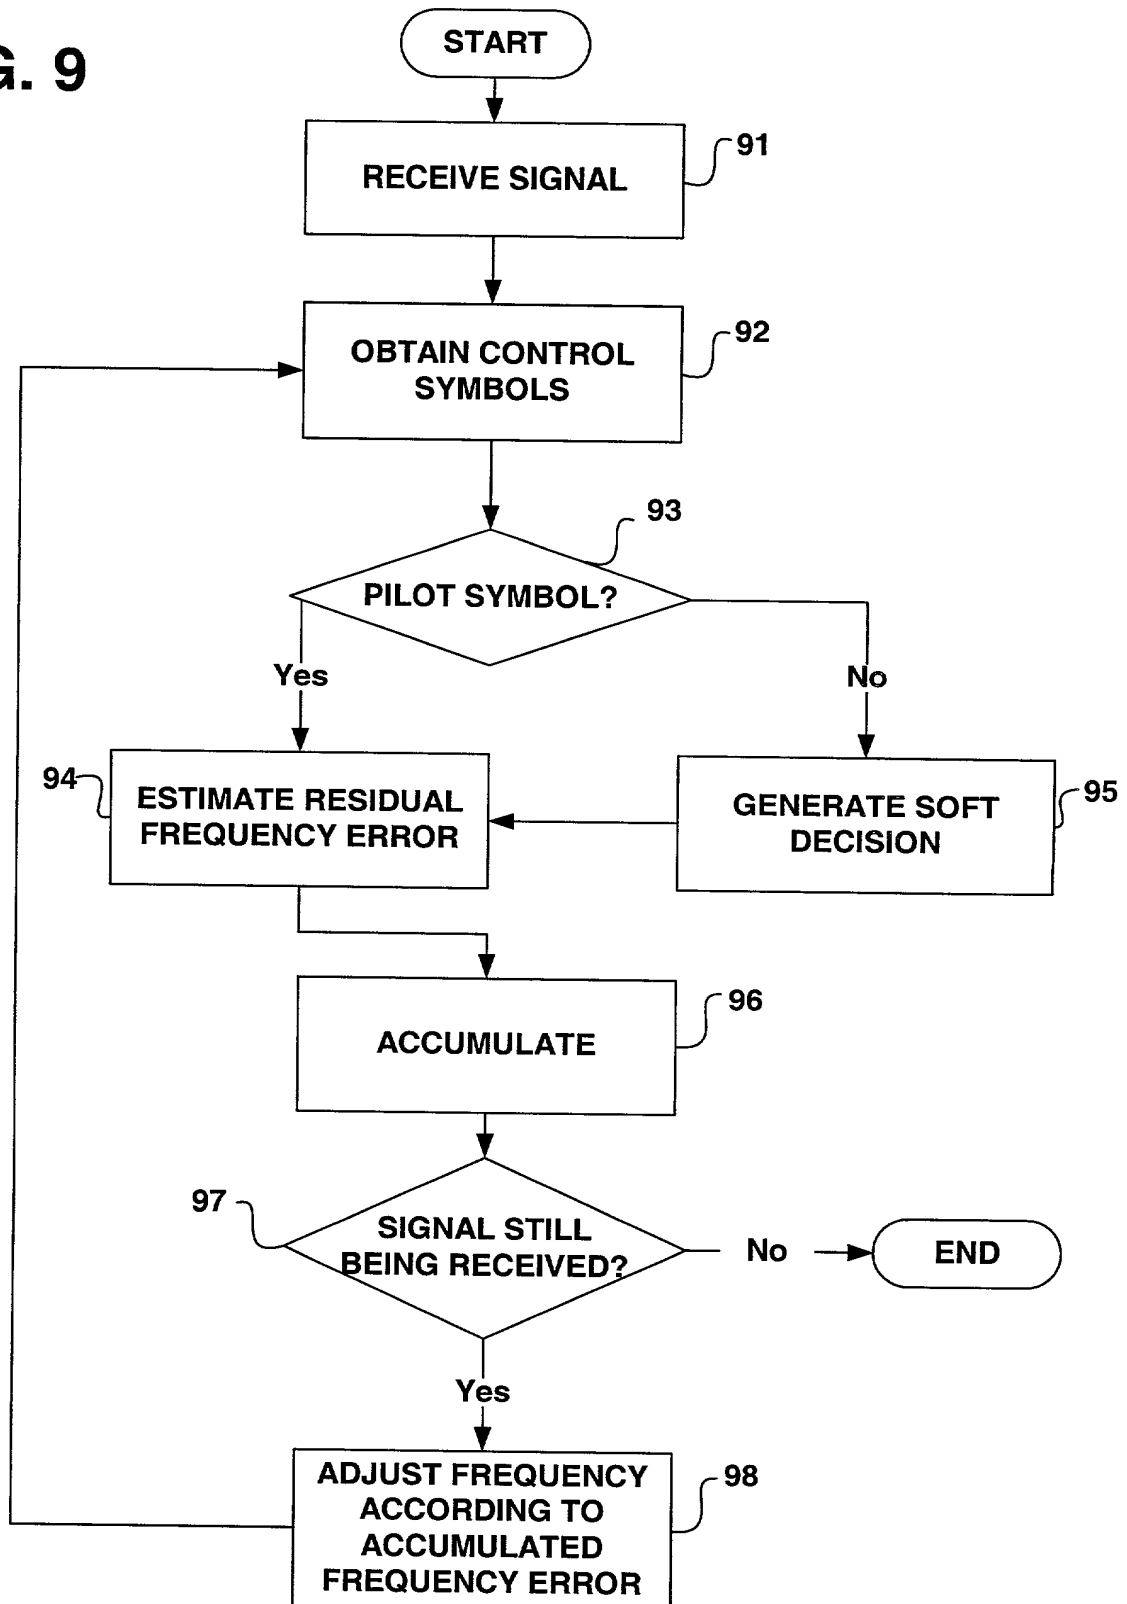 G. 9
START
RECEIVE SIGNAL
91
OBTAIN CONTROL
SYMBOLS
92
93
PILOT SYMBOL?
Yes
No
94
ESTIMATE RESIDUAL
FREQUENCY ERROR
GENERATE SOFT
DECISION
95
96
ACCUMULATE
97
SIGNAL STILL
BEING RECEIVED?
No
END
Yes
ADJUST FREQUENCY
ACCORDING TO
ACCUMULATED
FREQUENCY ERROR
98